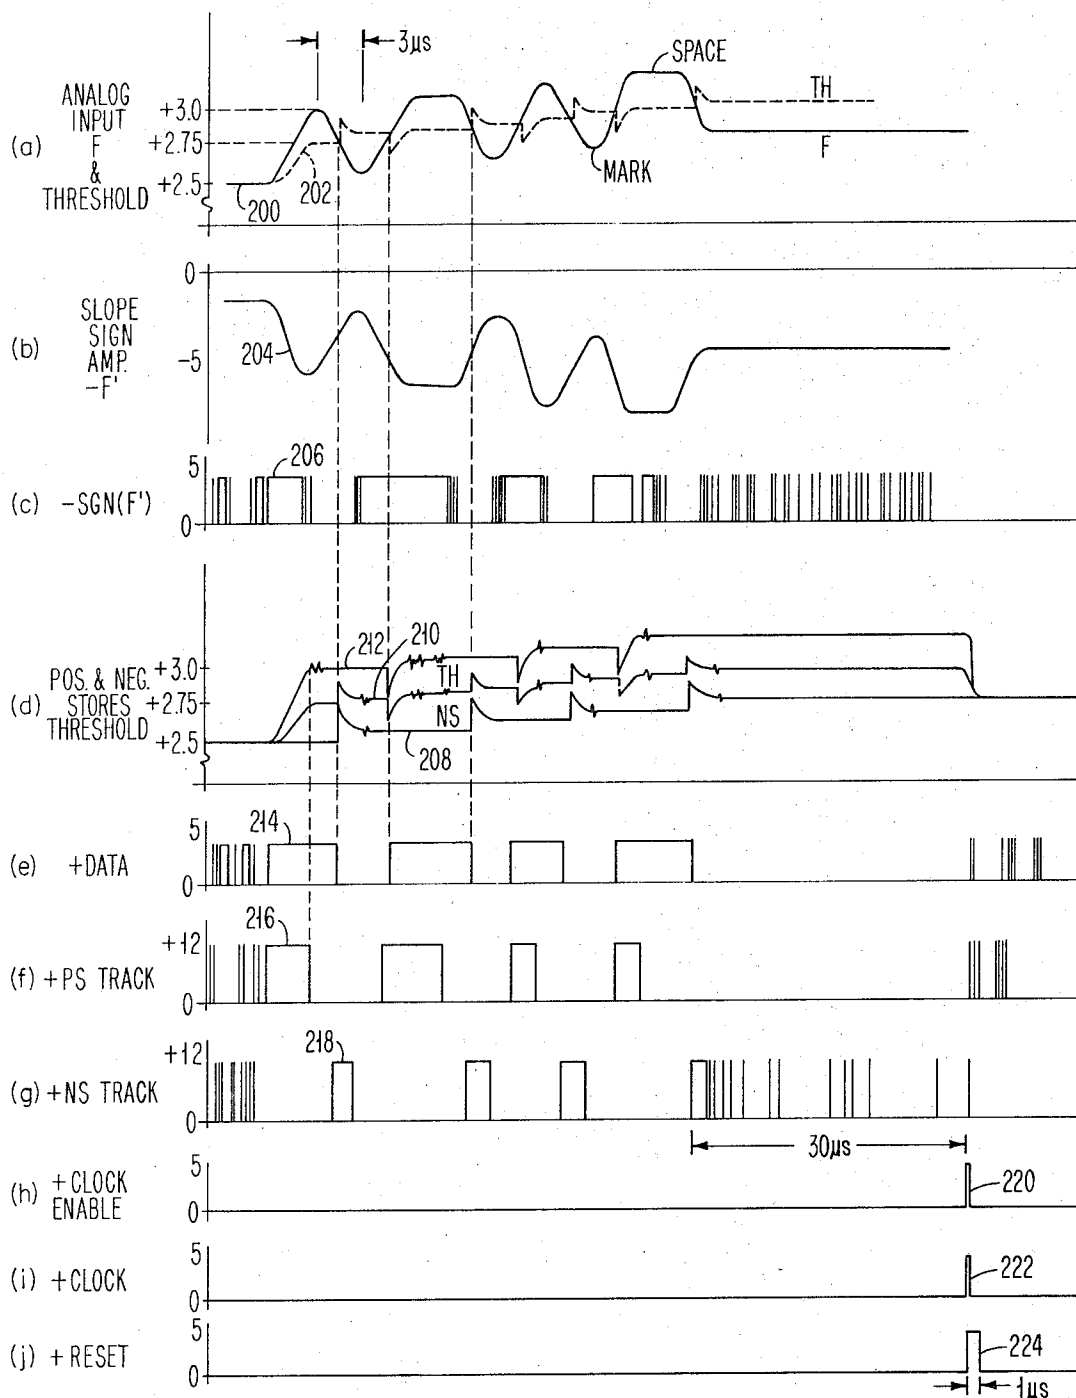 3μs
SPACE
(a)
ANALOG
INPUT
F
&
THRESHOLD
+3.0
+2.75
+2.5
TH
F
MARK
202
200
(b)
SLOPE
SIGN
AMP.
-F'
0
-5
204
(c) -SGN(F')
5
0
206
(d)
POS. & NEG.
STORES
THRESHOLD
+3.0
+2.75
+2.5
212
210
TH
NS
208
(e) +DATA
5
0
214
(f) +PS TRACK
+12
0
216
(g) +NS TRACK
+12
0
218
30μs
(h) +CLOCK
ENABLE
5
0
220
(i) +CLOCK
5
0
222
(j) +RESET
5
0
224
1μs